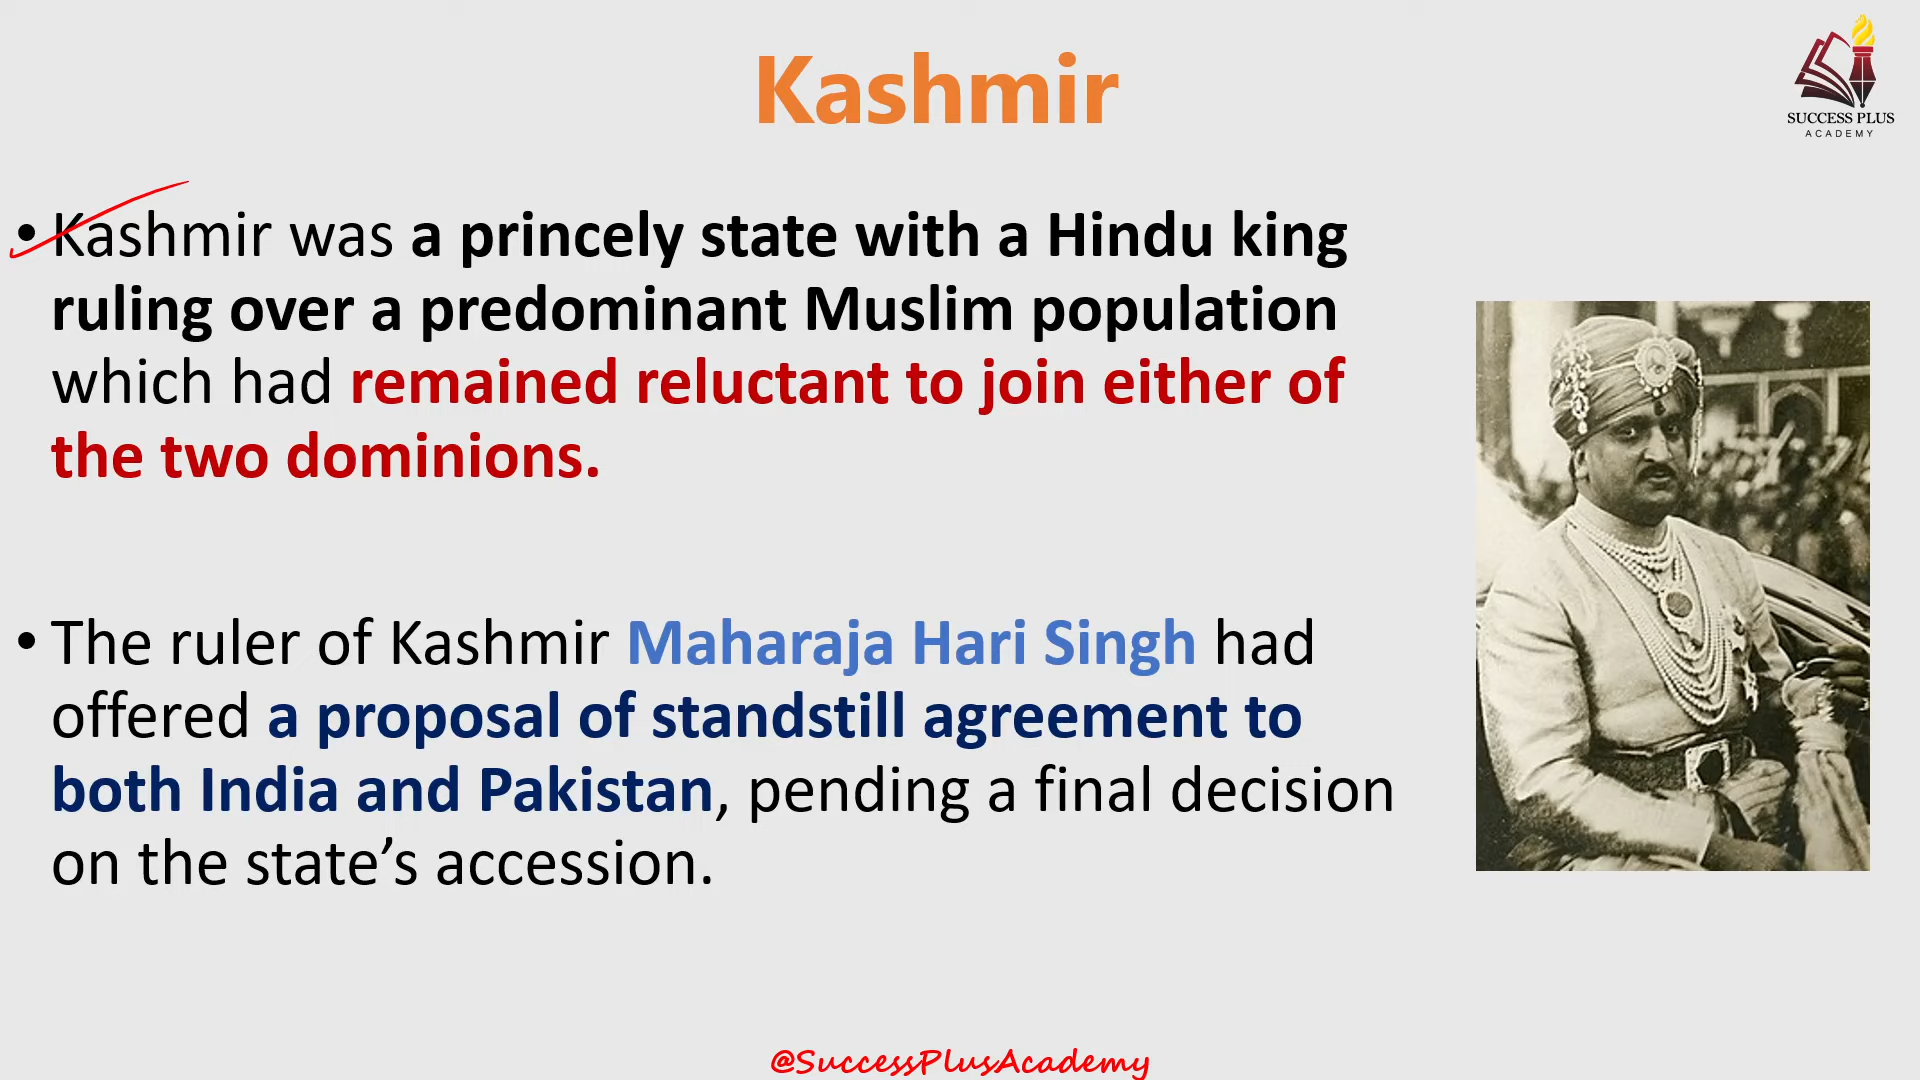 Kashmir
SUCCESS PLUS
ACADEMY
• Kashmir was a princely state with a Hindu king
ruling over a predominant Muslim population
which had remained reluctant to join either of
the two dominions.
• The ruler of Kashmir Maharaja Hari Singh had
offered a proposal of standstill agreement to
both India and Pakistan, pending a final decision
on the state’s accession.
@SuccessPlusAcademy